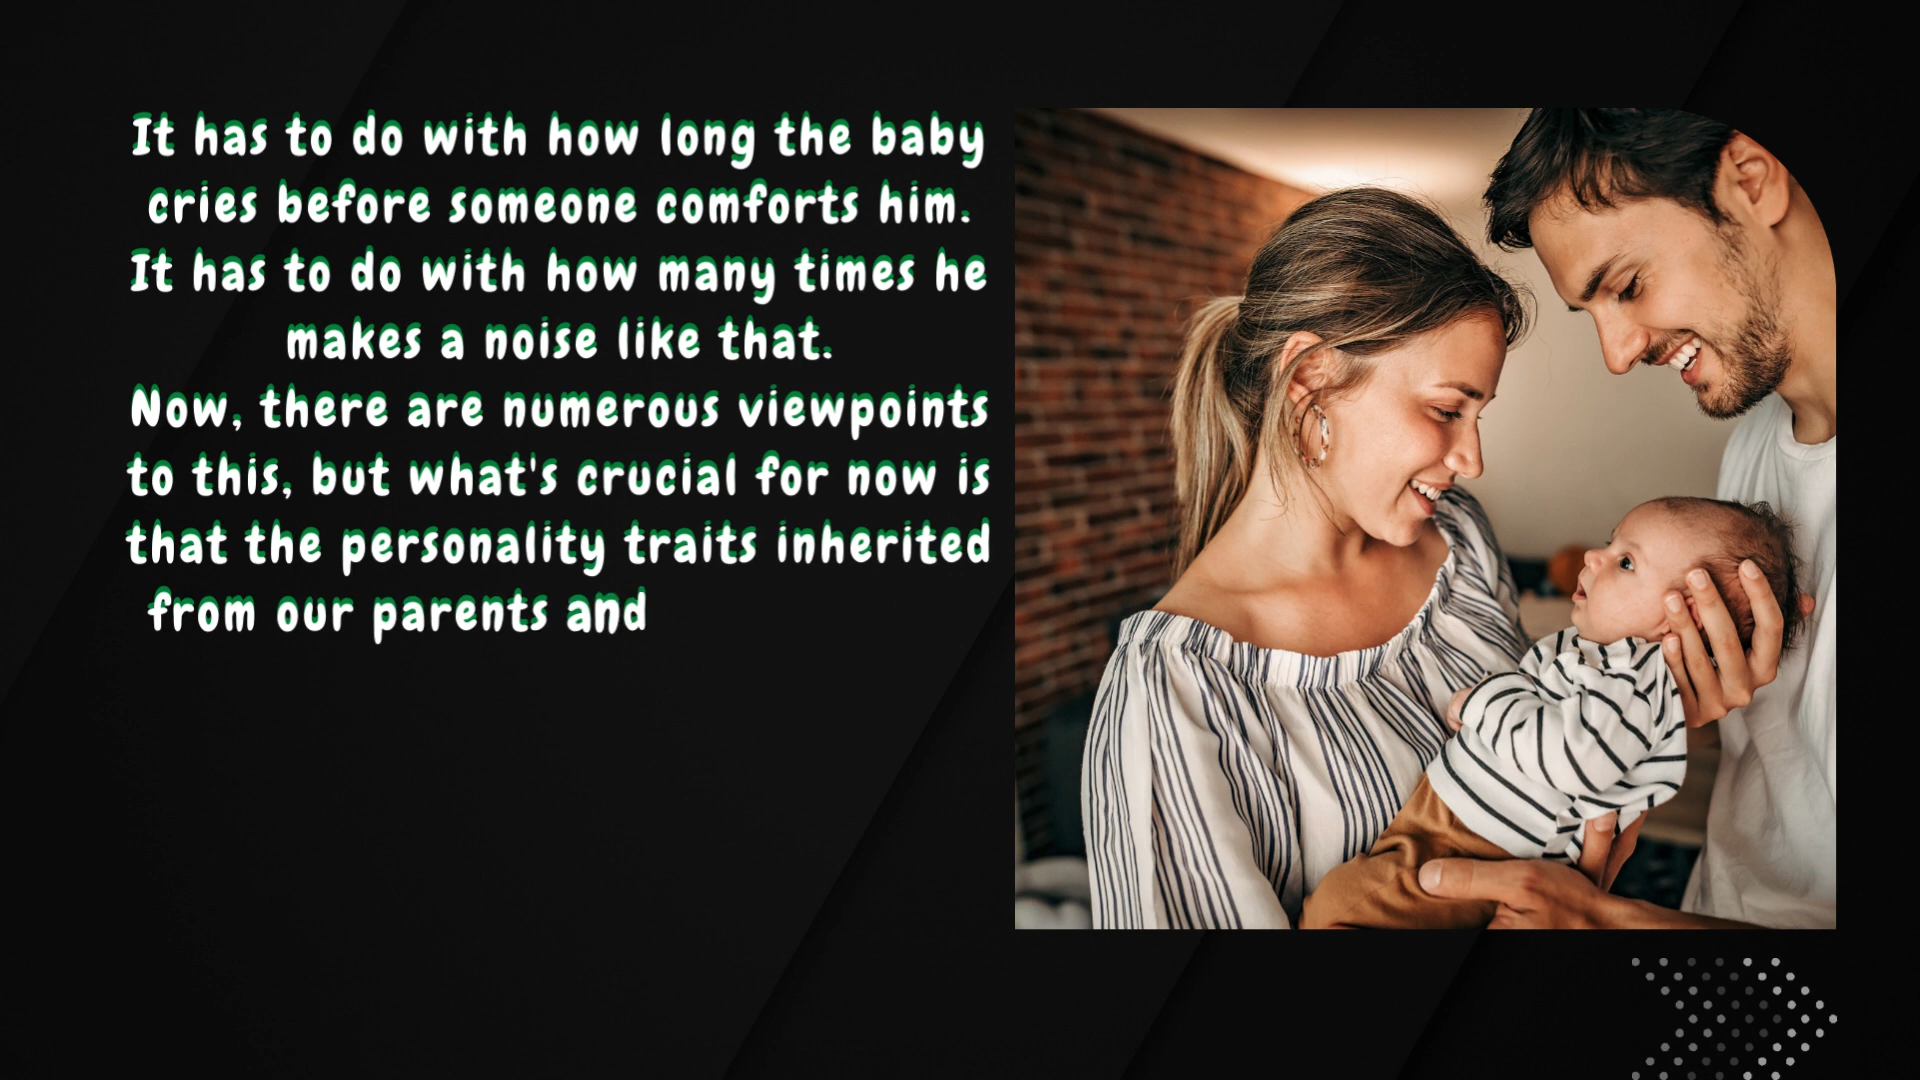 It has to do with how long the baby
cries before someone comforts him.
It has to do with how many times he
makes a noise like that.
Now, there are numerous viewpoints
to this, but what's crucial for now is
that the personality traits inherited
from our parents and